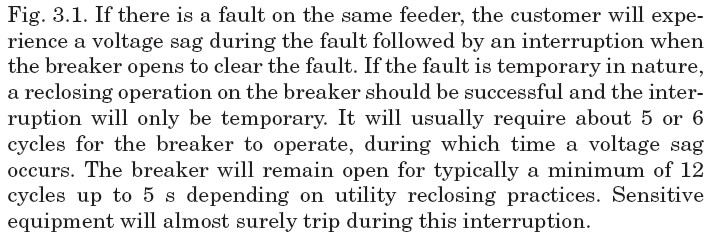 Fig. 3.1. If there is a fault on the same feeder, the customer will expe-
rience a voltage sag during the fault followed by an interruption when
the breaker opens to clear the fault. If the fault is temporary in nature,
a reclosing operation on the breaker should be successful and the inter-
ruption will only be temporary. It will usually require about 5 or 6
cycles for the breaker to operate, during which time a voltage sag
occurs. The breaker will remain open for typically a minimum of 12
cycles up to 5 s depending on utility reclosing practices. Sensitive
equipment will almost surely trip during this interruption.